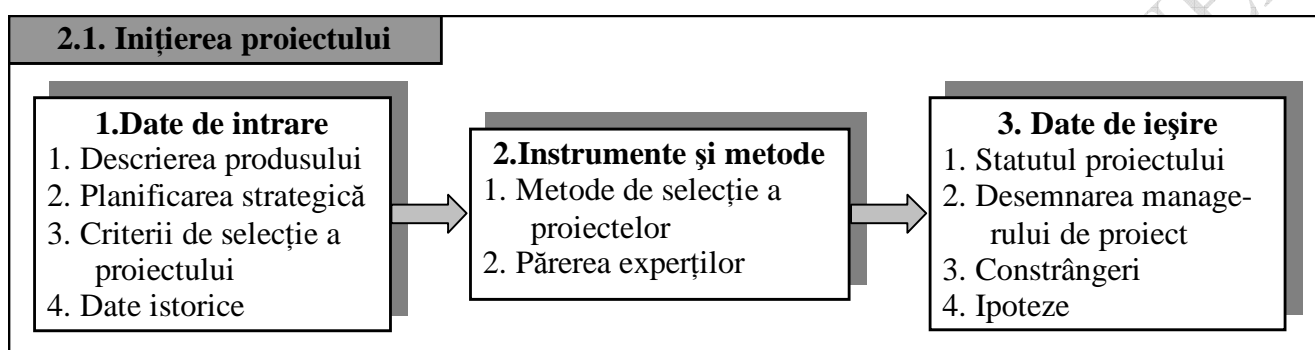 2.1. Inițierea proiectului
1.Date de intrare
1. Descrierea produsului
2. Planificarea strategică
3. Criterii de selecție a
proiectului
4. Date istorice
2.Instrumente şi metode
1. Metode de selecție a
proiectelor
2. Părerea experților
3. Date de ieşire
1. Statutul proiectului
2. Desemnarea manage-
rului de proiect
3. Constrângeri
4. Ipoteze